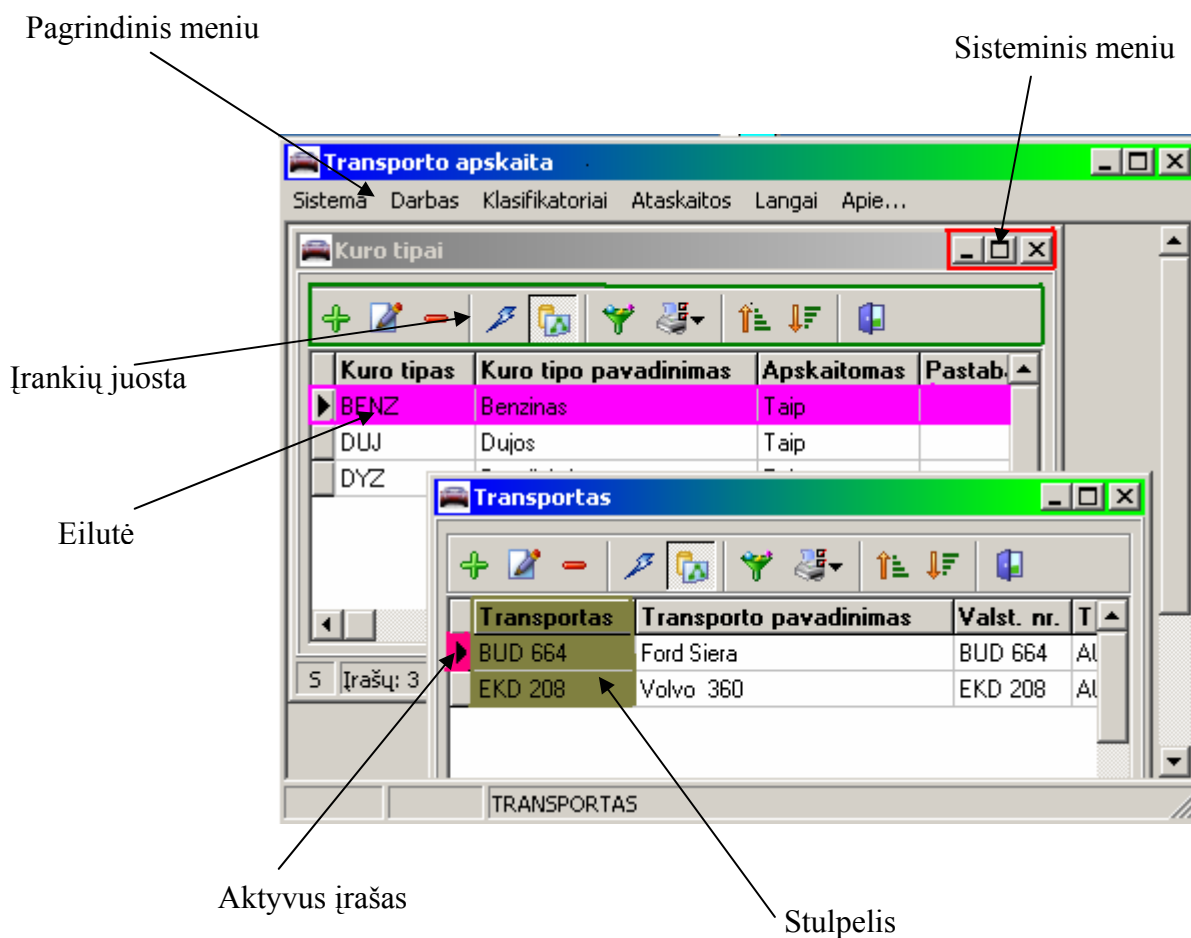 Pagrindinis meniu
Sisteminis meniu
Transporto apskaita
Sistema Darbas Klasifikatoriai Ataskaitos Langai Apie...
Kuro tipai
Įrankių juosta
Kuro tipas Kuro tipo pavadinimas Apskaitomas Pastab
BENZ Benzinas Taip
DUJ Dujos Taip
DYZ
Eilutė
Transportas
Transportas Transporto pavadinimas Valst. nr. T
BUD 664 Ford Siera BUD 664
EKD 208 Volvo 360 EKD 208
S Įrašų: 3
TRANSPORTAS
Aktyvus įrašas
Stulpelis